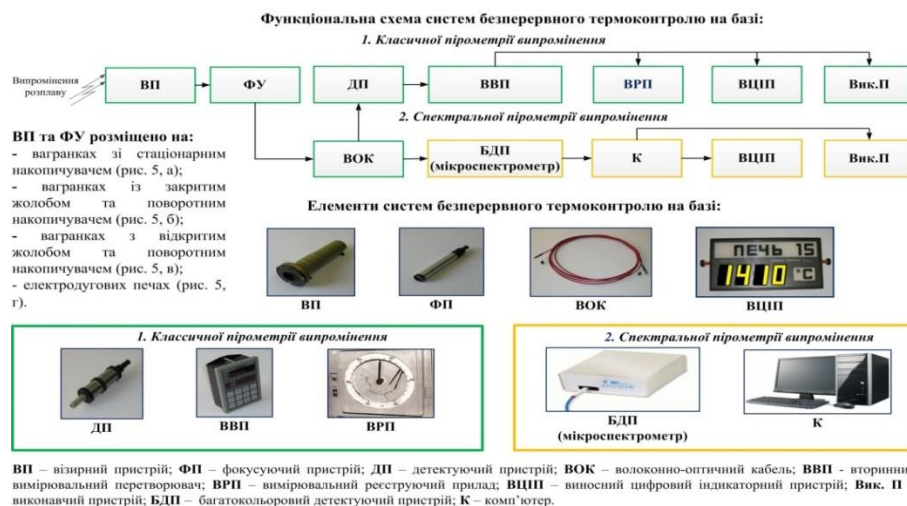 Функціональна схема систем безперервного термоконтролю на базі:
1. Класичної пірометрії випромінення
Випромінення
розплаву
ВП
ФУ
ДП
ВВП
ВРП
ВЦІП
Вик.П
2. Спектральної пірометрії випромінення
ВОК
БДП
(мікроспектрометр)
К
ВЦІП
Вик.П
ВП та ФУ розміщено на:
- вагранках зі стаціонарним
накопичувачем (рис. 5, а);
- вагранках із закритим
жолобом та поворотним
накопичувачем (рис. 5, б);
- вагранках з відкритим
жолобом та поворотним
накопичувачем (рис. 5, в);
- електродугових печах (рис. 5,
г).
Елементи систем безперервного термоконтролю на базі:
ПЕЧЬ 15
1410 °C
ВП
ФП
ВОК
ВЦІП
1. Классичної пірометрії випромінення
ДП
ВВП
ВРП
2. Спектральної пірометрії випромінення
БДП
(мікроспектрометр)
К
ВП – візирний пристрій; ФП – фокусуючий пристрій; ДП – детектуючий пристрій; ВОК – волоконно-оптичний кабель; ВВП - вторинни
вимірювальний перетворювач; ВРП – вимірювальний реєструючий прилад; ВЦІП – виносний цифровий індикаторний пристрій; Вик. П
виконавчий пристрій; БДП – багатокольоровий детектуючий пристрій; К – комп'ютер.